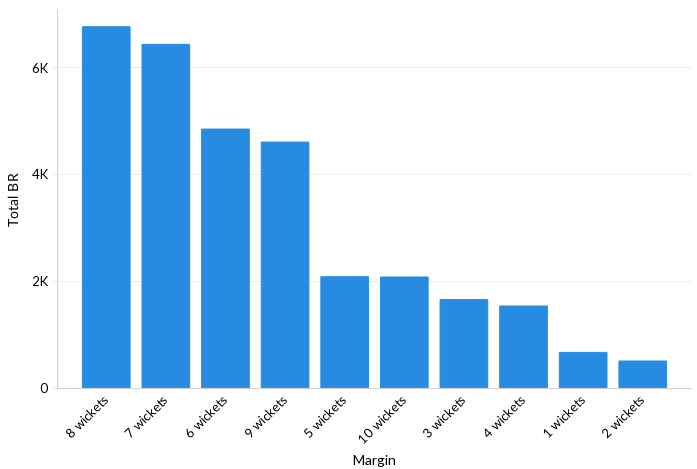 Total BR
6K
4K
2K
0
8 wickets
7 wickets
6 wickets
9 wickets
5 wickets
10 wickets
3 wickets
4 wickets
1 wickets
2 wickets
Margin